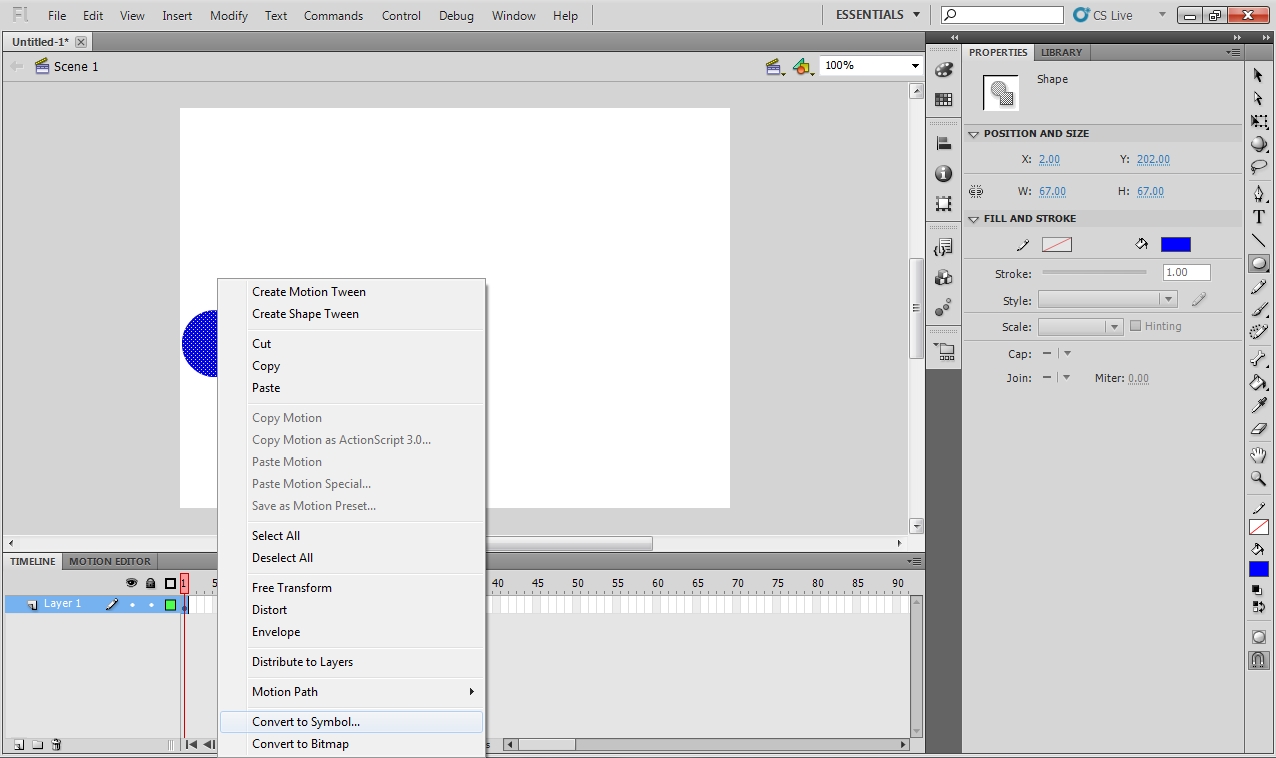 Fl File Edit View Insert Modify Text Commands Control Debug Window Help ESSENTIALS CS Live
Untitled-1*
Scene 1 100%
PROPERTIES LIBRARY
Shape
POSITION AND SIZE
X: 2.00 Y: 202.00
W: 67.00 H: 67.00
FILL AND STROKE
Stroke: 1.00
Style:
Scale: Hinting
Cap:
Join: Miter: 0.00
Create Motion Tween
Create Shape Tween
Cut
Copy
Paste
Copy Motion
Copy Motion as ActionScript 3.0...
Paste Motion
Paste Motion Special...
Save as Motion Preset...
Select All
Deselect All
Free Transform
Distort
Envelope
Distribute to Layers
Motion Path
Convert to Symbol...
Convert to Bitmap
TIMELINE MOTION EDITOR
1 5 40 45 50 55 60 65 70 75 80 85 90
Layer 1
s